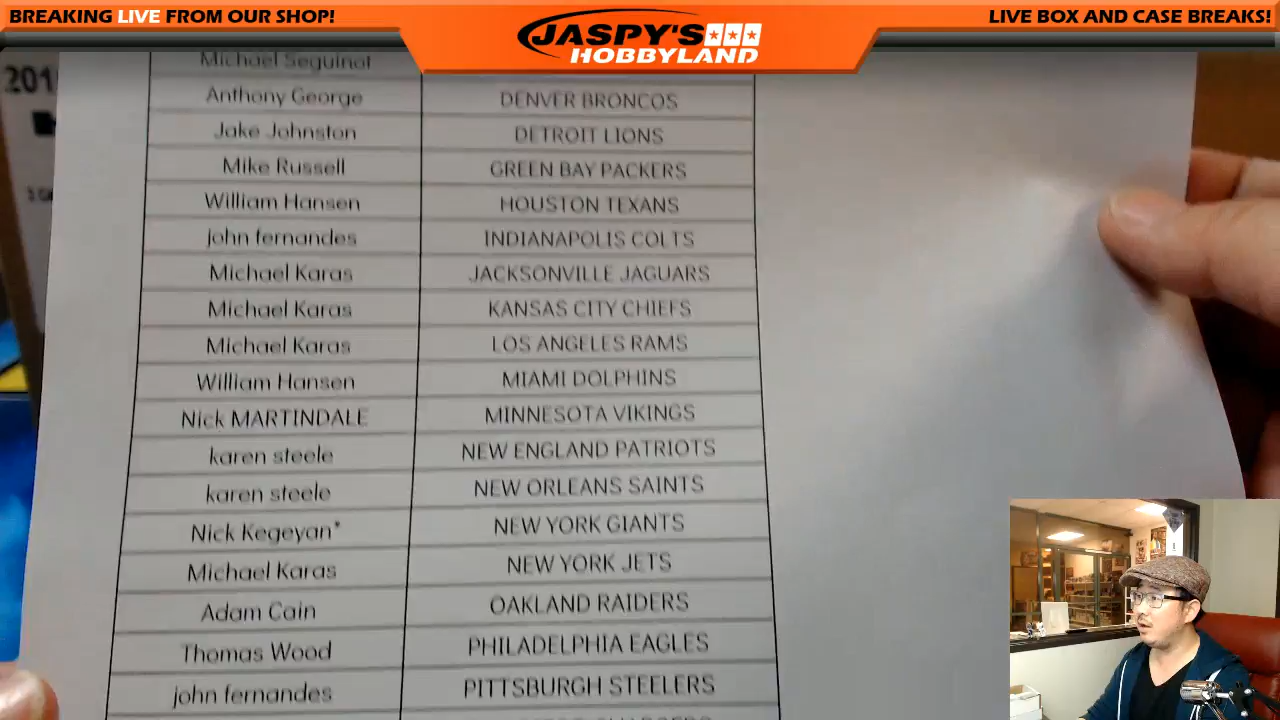 BREAKING LIVE FROM OUR SHOP!
JASPY'S
HOBBYLAND
LIVE BOX AND CASE BREAKS!
201
Michael Seguinot
Anthony George DENVER BRONCOS
Jake Johnston DETROIT LIONS
Mike Russell GREEN BAY PACKERS
William Hansen HOUSTON TEXANS
john fernandes INDIANAPOLIS COLTS
Michael Karas JACKSONVILLE JAGUARS
Michael Karas KANSAS CITY CHIEFS
Michael Karas LOS ANGELES RAMS
William Hansen MIAMI DOLPHINS
Nick MARTINDALE MINNESOTA VIKINGS
karen steele NEW ENGLAND PATRIOTS
karen steele NEW ORLEANS SAINTS
Nick Kegeyan* NEW YORK GIANTS
Michael Karas NEW YORK JETS
Adam Cain OAKLAND RAIDERS
Thomas Wood PHILADELPHIA EAGLES
john fernandes PITTSBURGH STEELERS